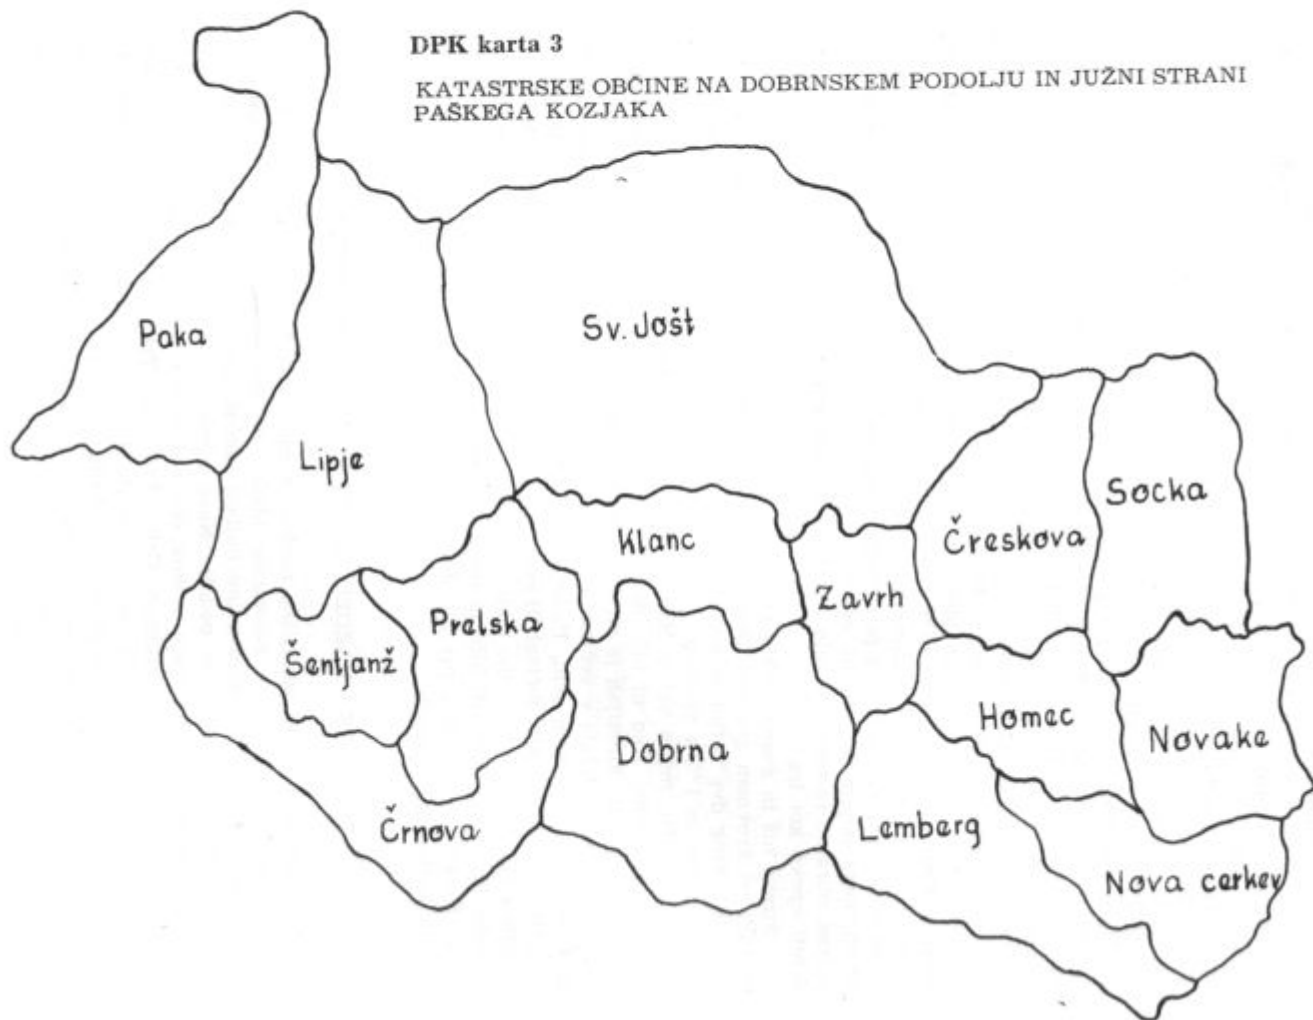 DPK karta 3
KATASTRSKE OBČINE NA DOBRNSKEM PODOLJU IN JUŽNI STRANI
PAŠKEGA KOZJAKA
Paka
Sv. Jošt
Lipje
Socka
Klanc
Čreskova
Zavrh
Prelska
Šentjanž
Homec
Novake
Dobrna
Črnova
Lemberg
Nova cerkev